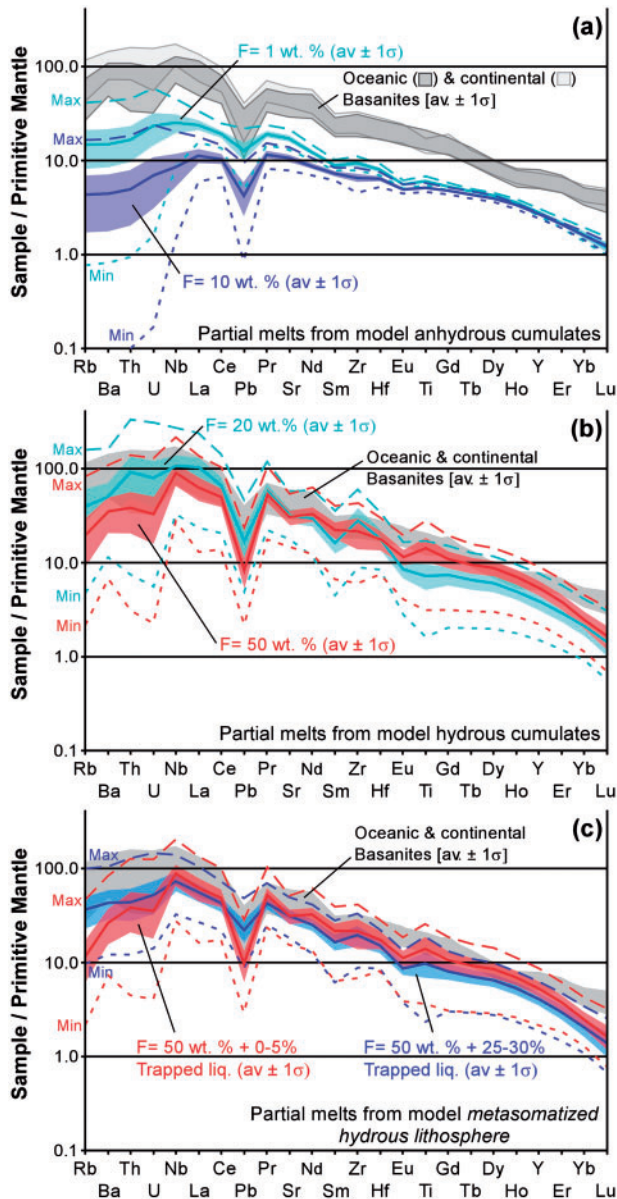 (a)
Sample / Primitive Mantle
100.0
10.0
1.0
0.1
F= 1 wt. % (av ± 1σ)
Oceanic ( ) & continental ( )
Basanites [av. ± 1σ]
Max
Max
Min
F= 10 wt. % (av ± 1σ)
Min
Partial melts from model anhydrous cumulates
Rb Th Nb Ce Pr Nd Zr Eu Gd Dy Y Yb
Ba U La Pb Sr Sm Hf Ti Tb Ho Er Lu
(b)
Sample / Primitive Mantle
100.0
10.0
1.0
0.1
F= 20 wt.% (av ± 1σ)
Max
Max
Oceanic & continental
Basanites [av. ± 1σ]
Min
Min
F= 50 wt. % (av ± 1σ)
Partial melts from model hydrous cumulates
Rb Th Nb Ce Pr Nd Zr Eu Gd Dy Y Yb
Ba U La Pb Sr Sm Hf Ti Tb Ho Er Lu
(c)
Sample / Primitive Mantle
100.0
10.0
1.0
0.1
Oceanic & continental
Basanites [av. ± 1σ]
Max
Max
Min
Min
F= 50 wt. % + 0-5%
Trapped liq. (av ± 1σ)
F= 50 wt. % + 25-30%
Trapped liq. (av ± 1σ)
Partial melts from model metasomatized
hydrous lithosphere
Rb Th Nb Ce Pr Nd Zr Eu Gd Dy Y Yb
Ba U La Pb Sr Sm Hf Ti Tb Ho Er Lu